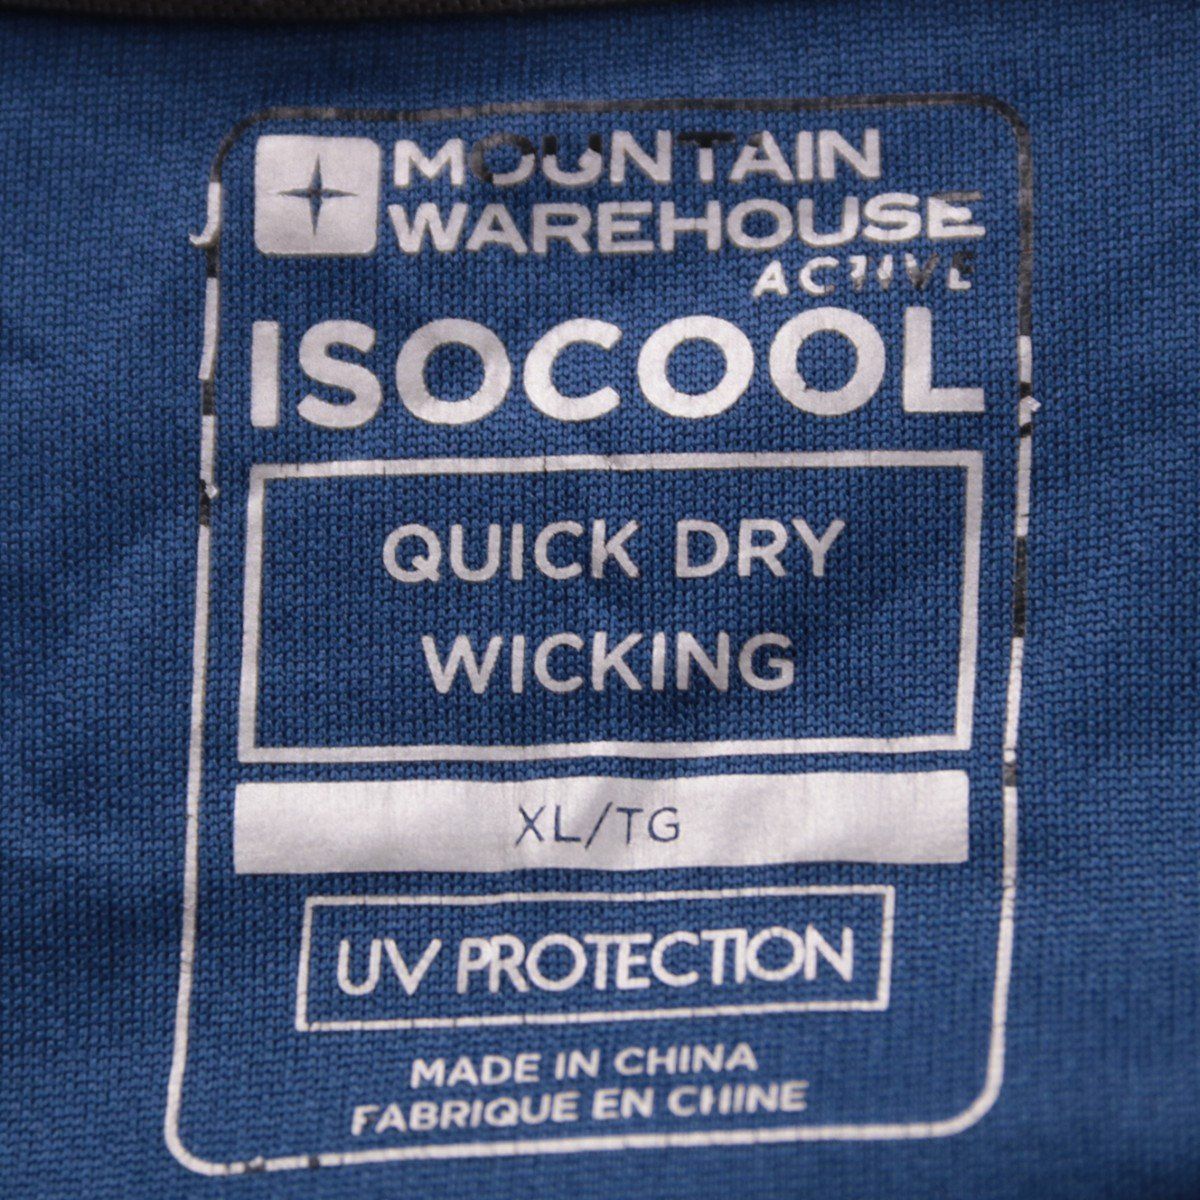 MOUNTAIN
WAREHOUSE
ACTIVE
ISOCOOL
QUICK DRY
WICKING
XL/TG
UV PROTECTION
MADE IN CHINA
FABRIQUE EN CHINE